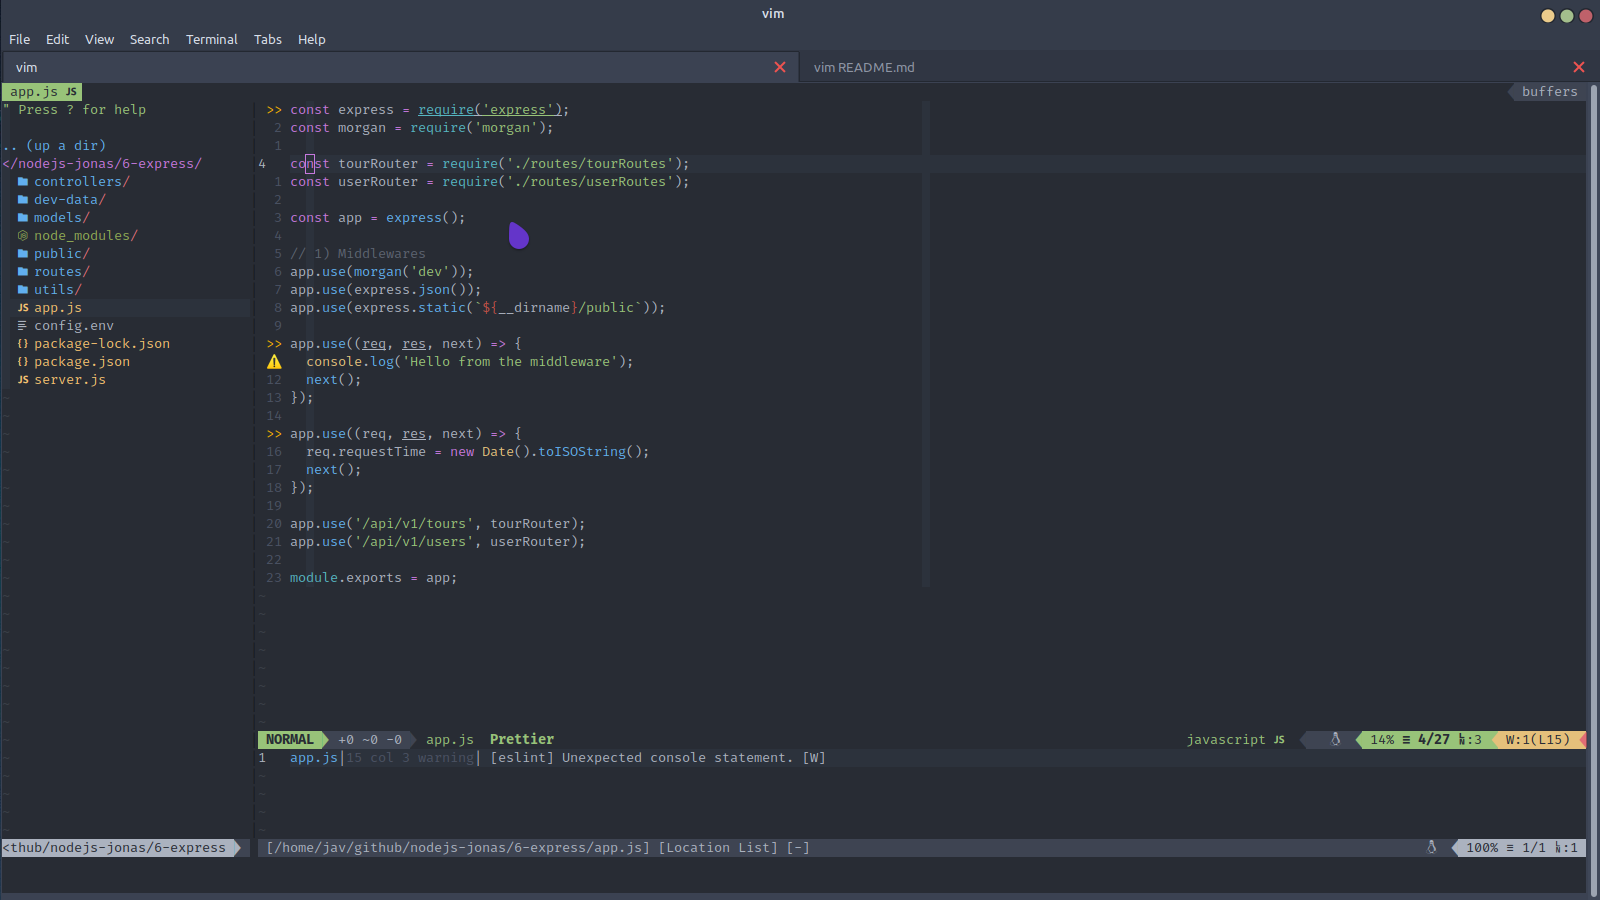 vim
File Edit View Search Terminal Tabs Help
vim vim README.md
app.js JS buffers
" Press ? for help
.. (up a dir)
</nodejs-jonas/6-express/
controllers/
dev-data/
models/
node_modules/
public/
routes/
utils/
JS app.js
config.env
{} package-lock.json
{} package.json
JS server.js
>> const express = require('express');
2 const morgan = require('morgan');
1
4 const tourRouter = require('./routes/tourRoutes');
1 const userRouter = require('./routes/userRoutes');
2
3 const app = express();
4
5 // 1) Middlewares
6 app.use(morgan('dev'));
7 app.use(express.json());
8 app.use(express.static(`${__dirname}/public`));
9
>> app.use((req, res, next) => {
console.log('Hello from the middleware');
12 next();
13 });
14
>> app.use((req, res, next) => {
16 req.requestTime = new Date().toISOString();
17 next();
18 });
19
20 app.use('/api/v1/tours', tourRouter);
21 app.use('/api/v1/users', userRouter);
22
23 module.exports = app;
NORMAL +0 ~0 -0 app.js Prettier javascript JS 14% ≡ 4/27 ㏑:3 W:1(L15)
1 app.js|15 col 3 warning| [eslint] Unexpected console statement. [W]
<thub/nodejs-jonas/6-express [/home/jav/github/nodejs-jonas/6-express/app.js] [Location List] [-] 100% ≡ 1/1 ㏑:1